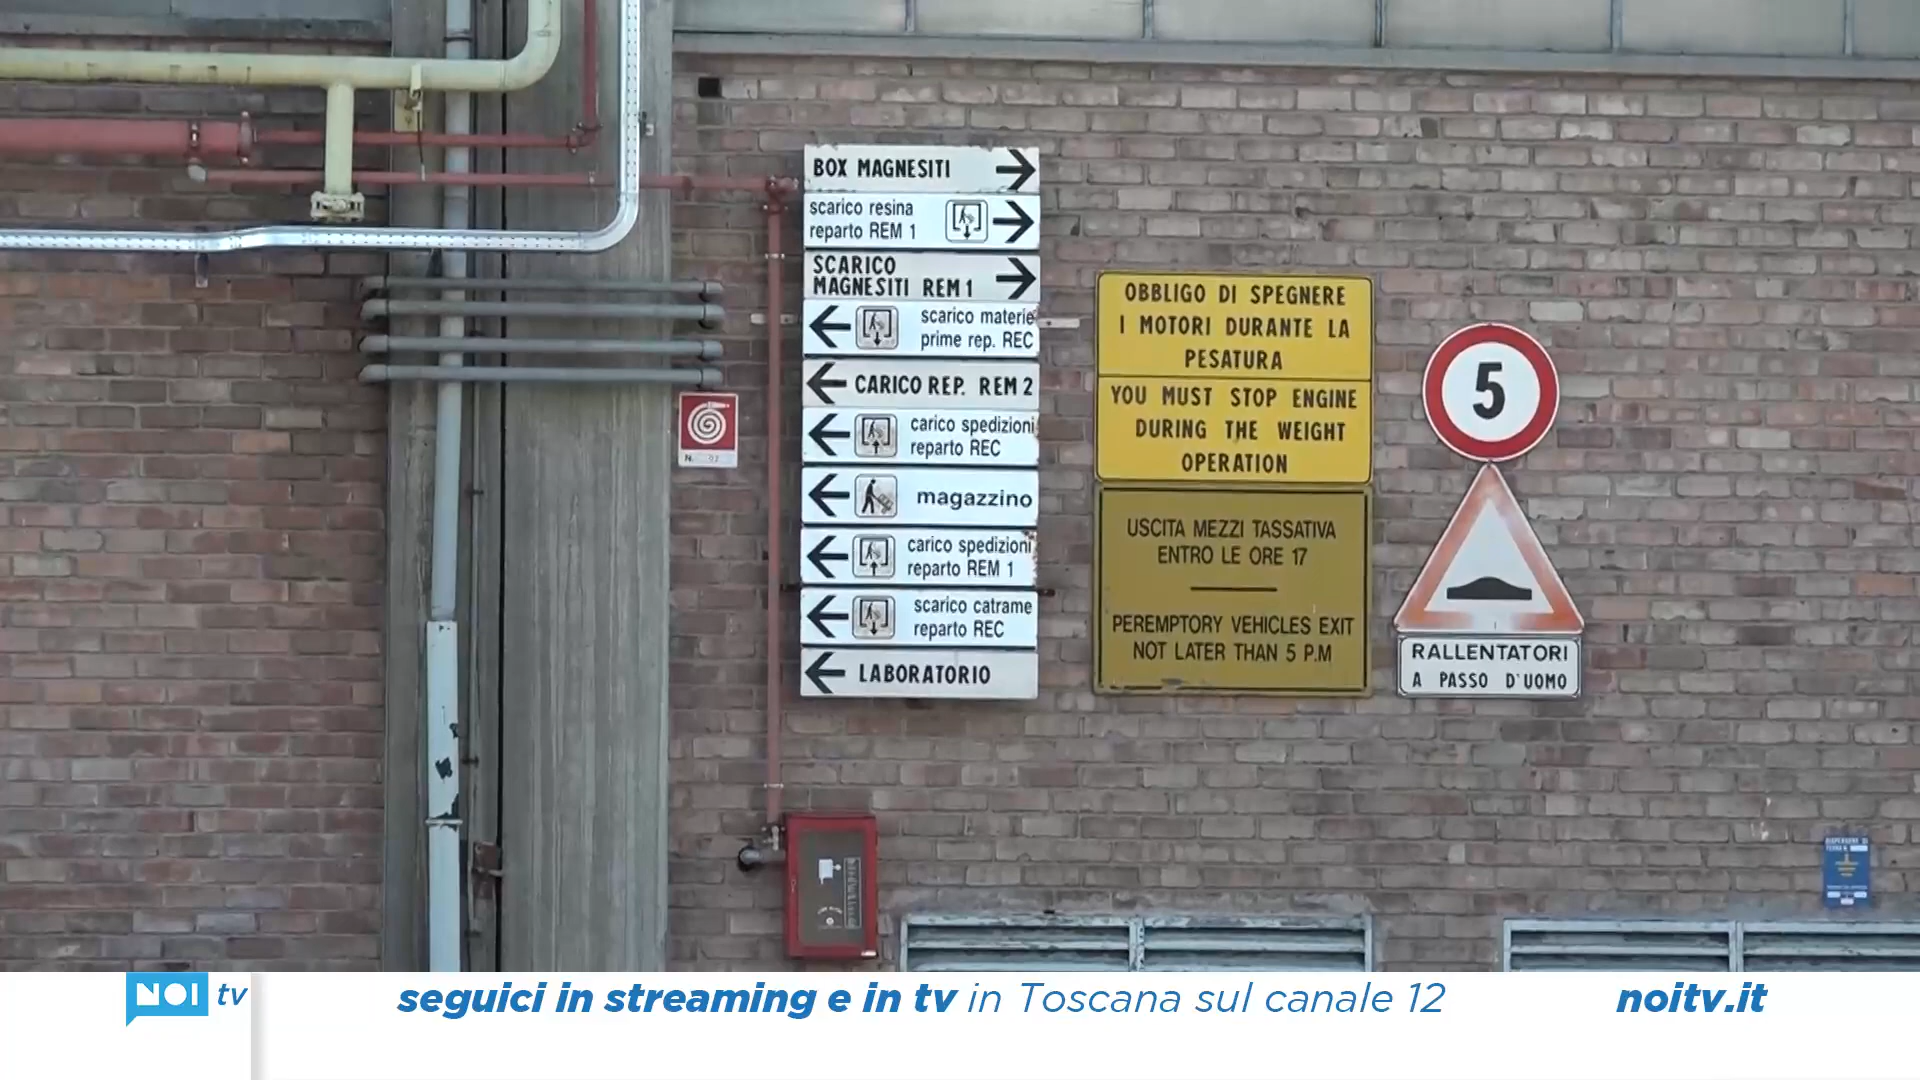 BOX MAGNESITI
scarico resina
reparto REM 1
SCARICO
MAGNESITI REM 1
scarico materie
prime rep. REC
CARICO REP. REM 2
carico spedizioni
reparto REC
magazzino
carico spedizioni
reparto REM 1
scarico catrame
reparto REC
LABORATORIO
OBBLIGO DI SPEGNERE
I MOTORI DURANTE LA
PESATURA
YOU MUST STOP ENGINE
DURING THE WEIGHT
OPERATION
USCITA MEZZI TASSATIVA
ENTRO LE ORE 17
PEREMPTORY VEHICLES EXIT
NOT LATER THAN 5 P.M
5
RALLENTATORI
A PASSO D'UOMO
N.
NOI tv
seguici in streaming e in tv in Toscana sul canale 12
noitv.it